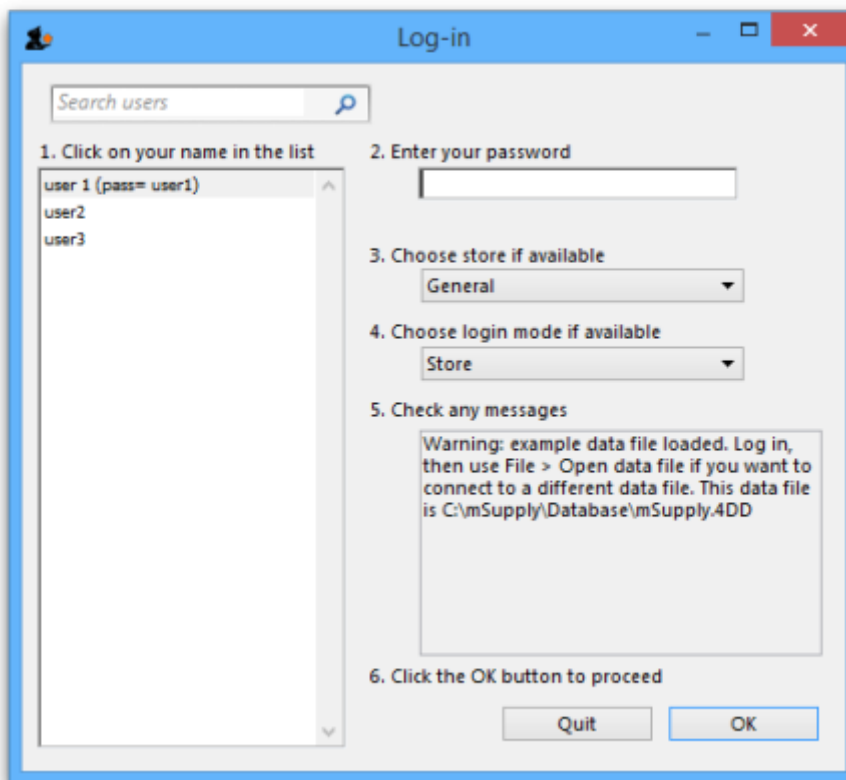 Log-in
Search users
1. Click on your name in the list
user 1 (pass= user1)
user2
user3
2. Enter your password
3. Choose store if available
General
4. Choose login mode if available
Store
5. Check any messages
Warning: example data file loaded. Log in,
then use File > Open data file if you want to
connect to a different data file. This data file
is C:\mSupply\Database\mSupply.4DD
6. Click the OK button to proceed
Quit
OK